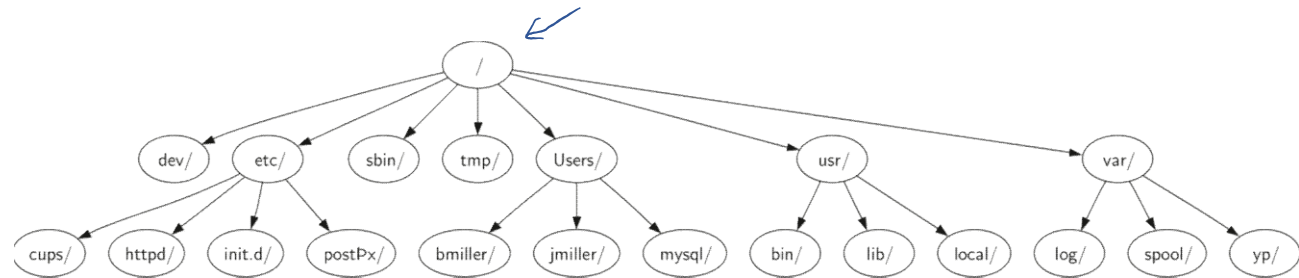 /
dev/ etc/ sbin/ tmp/ Users/ usr/ var/
cups/ httpd/ init.d/ postÞx/ bmiller/ jmiller/ mysql/ bin/ lib/ local/ log/ spool/ yp/